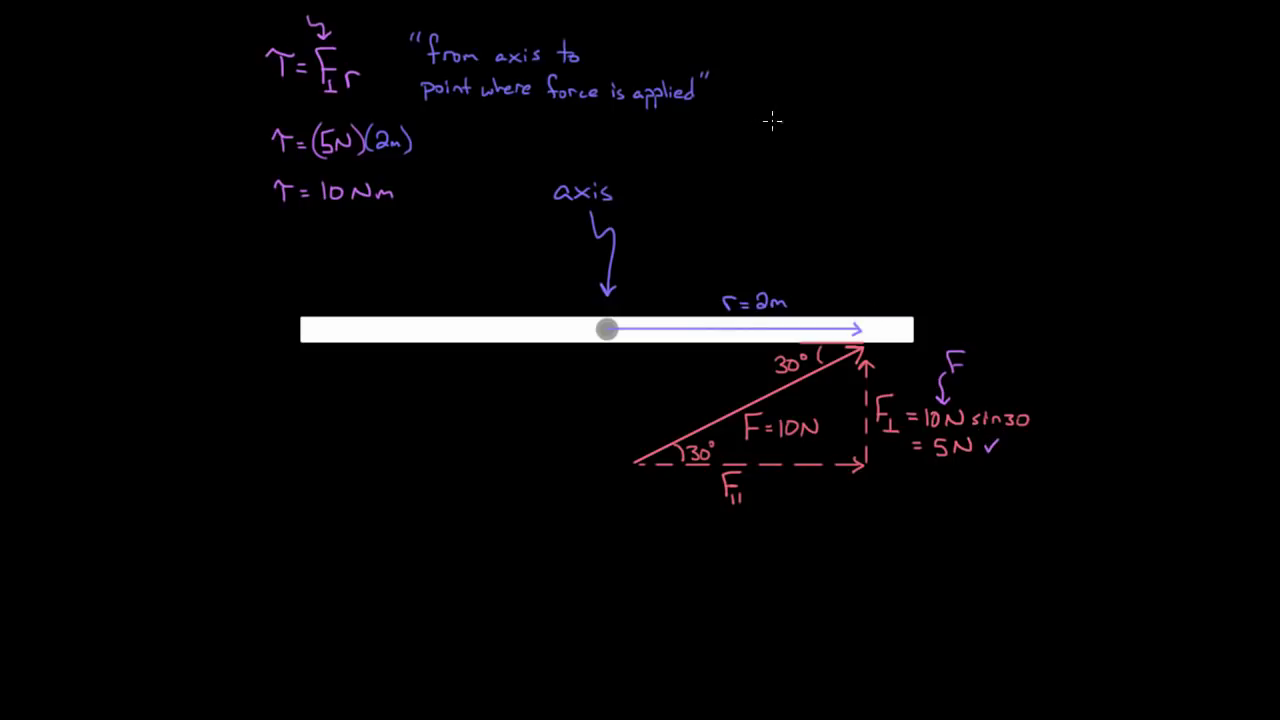 τ = F⊥ r
"from axis to
point where force is applied"
τ = (5N)(2m)
τ = 10 Nm
axis
r = 2m
30°
F
F = 10N
F⊥ = 10N sin30
= 5N ✓
30°
F||